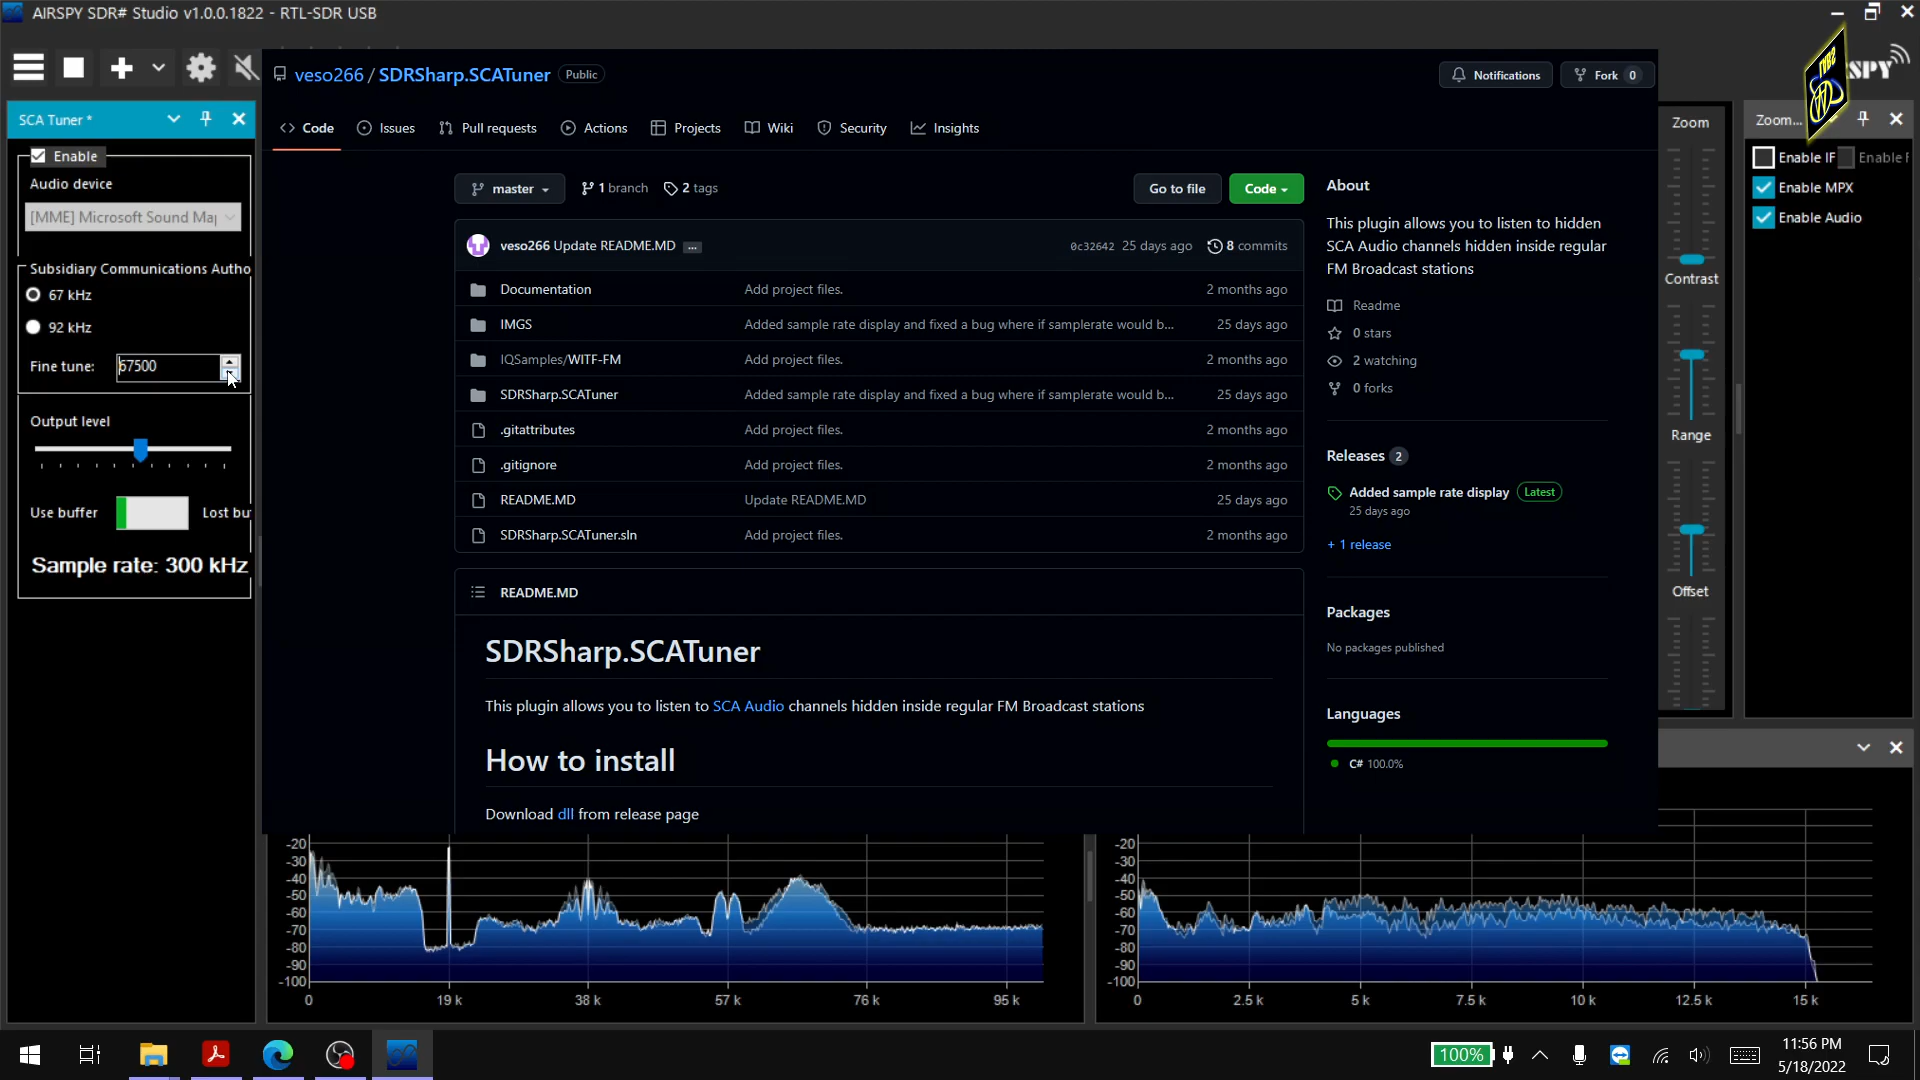 AIRSPY SDR# Studio v1.0.0.1822 - RTL-SDR USB
SCA Tuner *
Enable
Audio device
[MME] Microsoft Sound Ma
Subsidiary Communications Autho
67 kHz
92 kHz
Fine tune: 67500
Output level
Use buffer Lost bu
Sample rate: 300 kHz
veso266 / SDRSharp.SCATuner Public
Notifications Fork 0
Code Issues Pull requests Actions Projects Wiki Security Insights
master 1 branch 2 tags Go to file Code
veso266 Update README.MD ... 0c32642 25 days ago 8 commits
Documentation Add project files. 2 months ago
IMGS Added sample rate display and fixed a bug where if samplerate would b... 25 days ago
IQSamples/WITF-FM Add project files. 2 months ago
SDRSharp.SCATuner Added sample rate display and fixed a bug where if samplerate would b... 25 days ago
.gitattributes Add project files. 2 months ago
.gitignore Add project files. 2 months ago
README.MD Update README.MD 25 days ago
SDRSharp.SCATuner.sln Add project files. 2 months ago
README.MD
SDRSharp.SCATuner
This plugin allows you to listen to SCA Audio channels hidden inside regular FM Broadcast stations
How to install
Download dll from release page
About
This plugin allows you to listen to hidden
SCA Audio channels hidden inside regular
FM Broadcast stations
Readme
0 stars
2 watching
0 forks
Releases 2
Added sample rate display Latest
25 days ago
+ 1 release
Packages
No packages published
Languages
C# 100.0%
SPY
Zoom
Contrast
Range
Offset
Zoom...
Enable IF Enable
Enable MPX
Enable Audio
-20
-30
-40
-50
-60
-70
-80
-90
-100
0 19 k 38 k 57 k 76 k 95 k
-20
-30
-40
-50
-60
-70
-80
-90
-100
0 2.5 k 5 k 7.5 k 10 k 12.5 k 15 k
100%
11:56 PM
5/18/2022